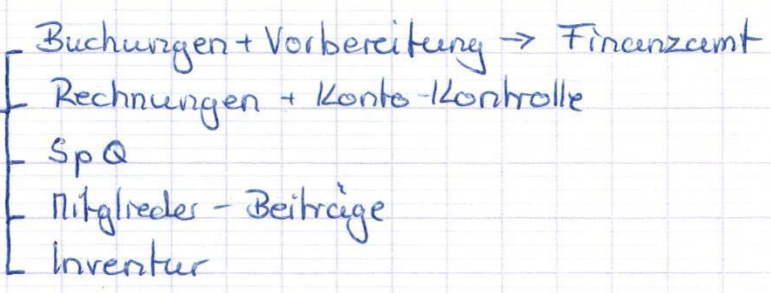 Buchungen + Vorbereitung → Finanzamt
Rechnungen + Konto-Kontrolle
SpQ
Mitglieder - Beiträge
Inventur